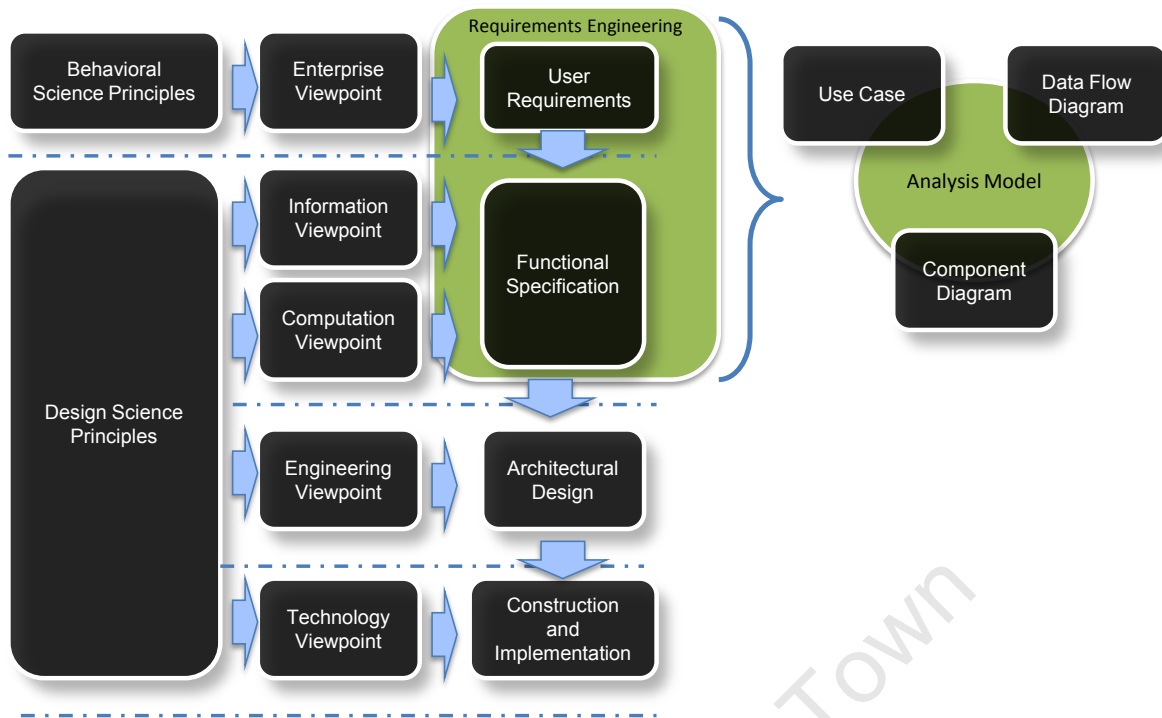 Requirements Engineering
Behavioral
Science Principles
Enterprise
Viewpoint
User
Requirements
Use Case
Data Flow
Diagram
Analysis Model
Component
Diagram
Information
Viewpoint
Functional
Specification
Computation
Viewpoint
Design Science
Principles
Engineering
Viewpoint
Architectural
Design
Technology
Viewpoint
Construction
and
Implementation
Town